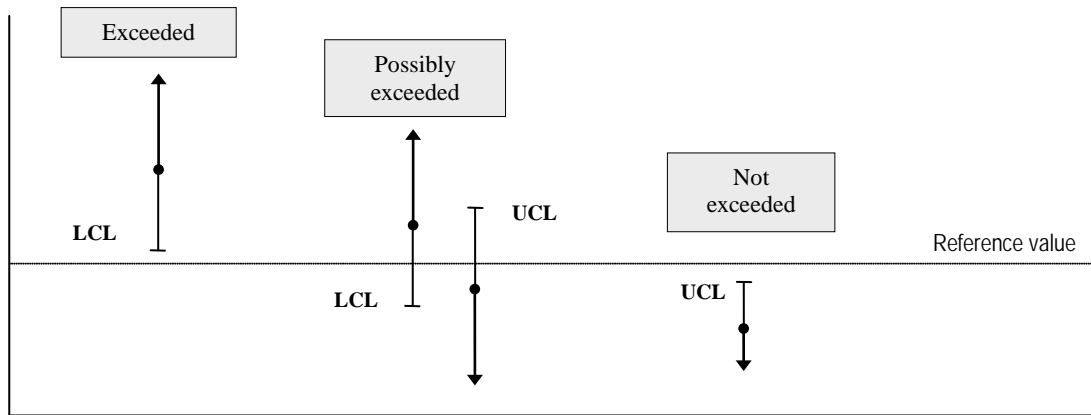 Exceeded
Possibly
exceeded
Not
exceeded
UCL
LCL
Reference value
LCL
UCL